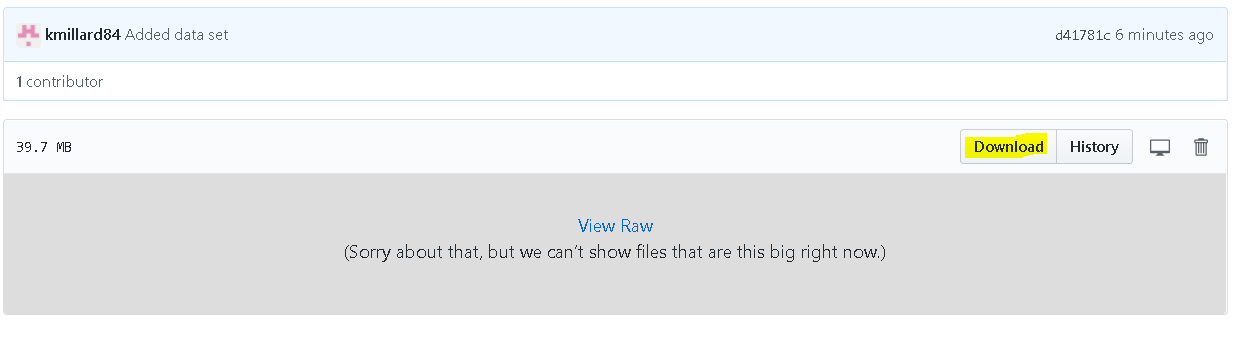 kmillard84 Added data set d41781c 6 minutes ago
1 contributor
39.7 MB Download History
View Raw
(Sorry about that, but we can't show files that are this big right now.)